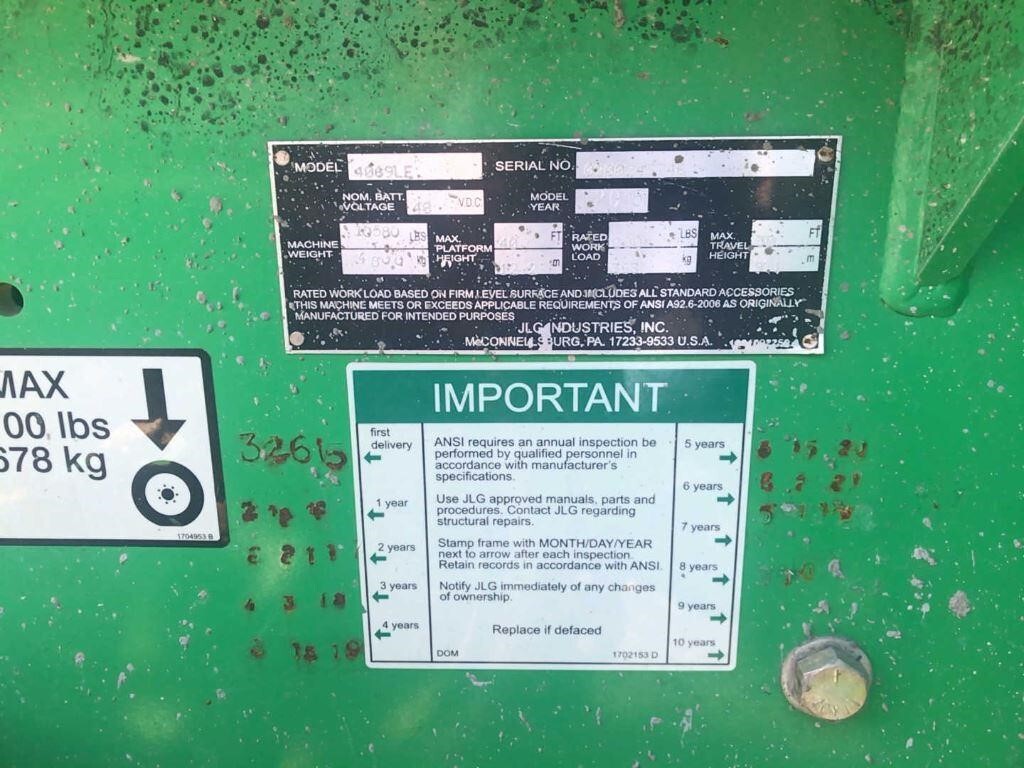 MODEL 4069LE SERIAL NO.
NOM. BATT. VOLTAGE 48 V.D.C. MODEL YEAR
MACHINE WEIGHT 10580 LBS kg MAX. PLATFORM HEIGHT 40 FT m RATED WORK LOAD LBS kg MAX. TRAVEL HEIGHT FT m
RATED WORK LOAD BASED ON FIRM LEVEL SURFACE AND INCLUDES ALL STANDARD ACCESSORIES
THIS MACHINE MEETS OR EXCEEDS APPLICABLE REQUIREMENTS OF ANSI A92.6-2006 AS ORIGINALLY
MANUFACTURED FOR INTENDED PURPOSES
JLG INDUSTRIES, INC.
McCONNELLSBURG, PA. 17233-9533 U.S.A.
MAX
00 lbs
678 kg
1704953 B
IMPORTANT
first
delivery
1 year
2 years
3 years
4 years
ANSI requires an annual inspection be
performed by qualified personnel in
accordance with manufacturer's
specifications.
Use JLG approved manuals, parts and
procedures. Contact JLG regarding
structural repairs.
Stamp frame with MONTH/DAY/YEAR
next to arrow after each inspection.
Retain records in accordance with ANSI.
Notify JLG immediately of any changes
of ownership.
Replace if defaced
DOM 1702153 D
5 years
6 years
7 years
8 years
9 years
10 years
32615
4 3 18